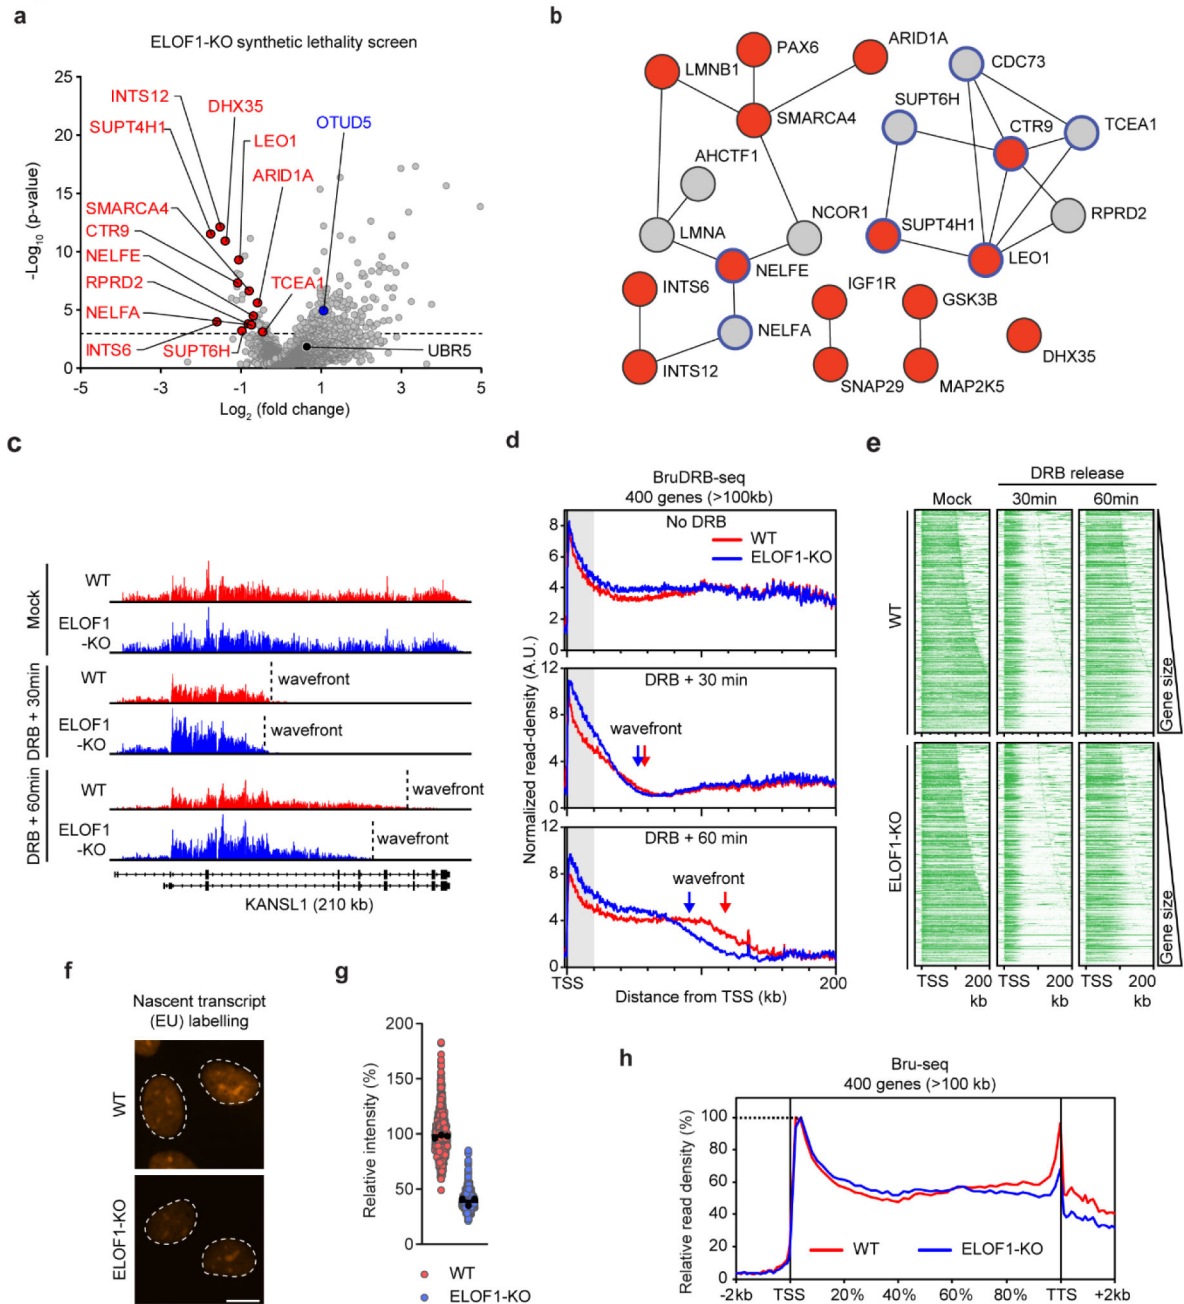 a
ELOF1-KO synthetic lethality screen
25
20
15
10
5
0
-Log10 (p-value)
-5
-3
-1
1
3
5
Log2 (fold change)
INTS12
DHX35
SUPT4H1
LEO1
OTUD5
ARID1A
SMARCA4
CTR9
NELFE
RPRD2
TCEA1
NELFA
INTS6
SUPT6H
UBR5
b
PAX6
ARID1A
LMNB1
CDC73
SUPT6H
SMARCA4
CTR9
TCEA1
AHCTF1
NCOR1
RPRD2
LMNA
SUPT4H1
LEO1
NELFE
INTS6
IGF1R
GSK3B
NELFA
DHX35
INTS12
SNAP29
MAP2K5
c
Mock
WT
ELOF1
-KO
DRB + 30min
WT
wavefront
ELOF1
-KO
wavefront
DRB + 60min
WT
wavefront
ELOF1
-KO
wavefront
KANSL1 (210 kb)
d
BruDRB-seq
400 genes (>100kb)
No DRB
WT
ELOF1-KO
8
6
4
2
0
12
DRB + 30 min
wavefront
8
4
0
12
DRB + 60 min
wavefront
8
4
0
Normalized read-density (A.U.)
TSS
Distance from TSS (kb)
200
e
DRB release
Mock
30min
60min
WT
Gene size
ELOF1-KO
Gene size
TSS
200
kb
TSS
200
kb
TSS
200
kb
f
Nascent transcript
(EU) labelling
WT
ELOF1-KO
g
Relative intensity (%)
200
150
100
50
0
WT
ELOF1-KO
h
Bru-seq
400 genes (>100 kb)
Relative read density (%)
100
80
60
40
20
0
WT
ELOF1-KO
-2kb
TSS
20%
40%
60%
80%
TTS
+2kb